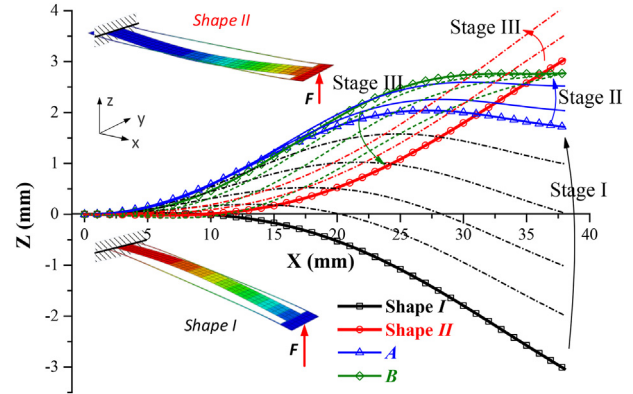 4
3
2
1
0
-1
-2
-3
Z (mm)
0 5 10 15 20 25 30 35 40
X (mm)
Shape II
F
z
y
x
Stage III
Stage III
Stage II
Stage I
Shape I
F
Shape I
Shape II
A
B